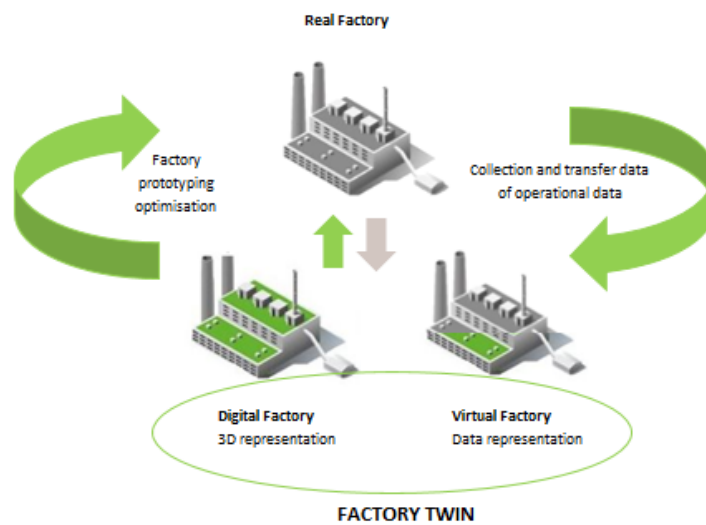 Real Factory
Factory
prototyping
optimisation
Collection and transfer data
of operational data
Digital Factory
3D representation
Virtual Factory
Data representation
FACTORY TWIN